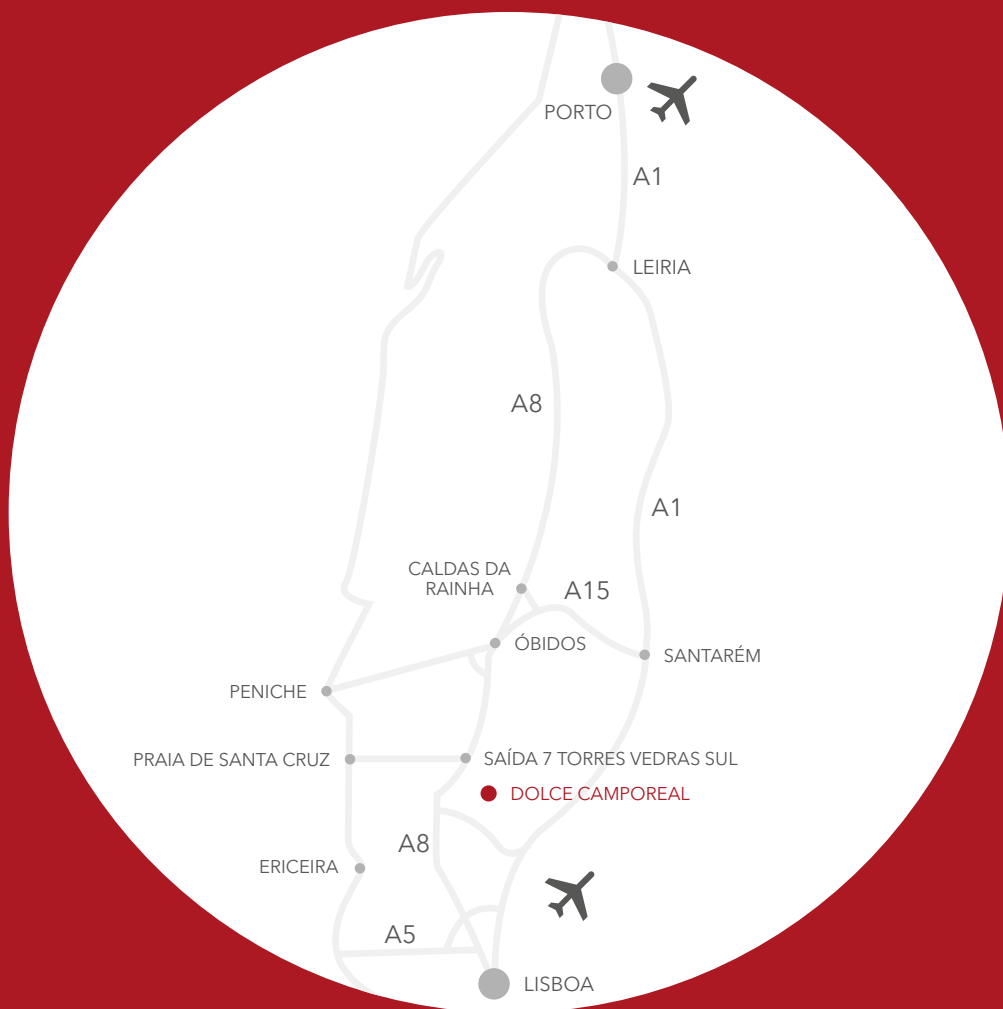 PORTO
A1
LEIRIA
A8
A1
CALDAS DA
RAINHA
A15
ÓBIDOS
SANTARÉM
PENICHE
PRAIA DE SANTA CRUZ
SAÍDA 7 TORRES VEDRAS SUL
DOLCE CAMPOREAL
A8
ERICEIRA
A5
LISBOA